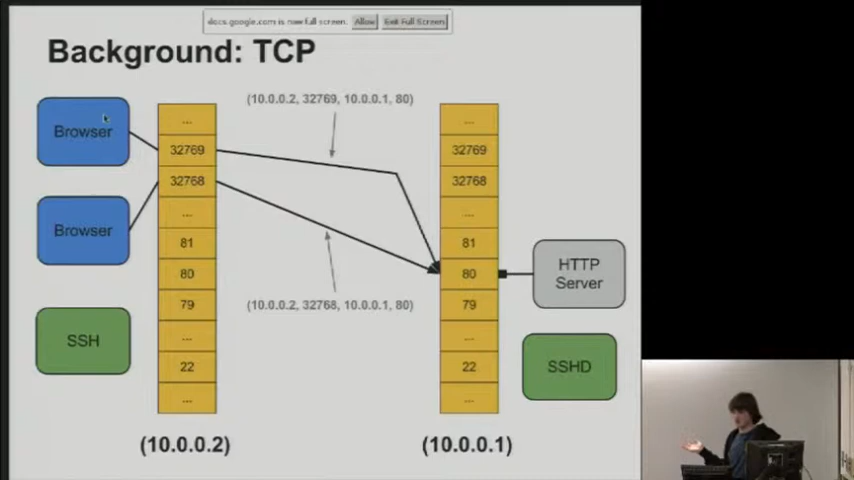 docs.google.com is now full screen. Allow Exit Full Screen
Background: TCP
(10.0.0.2, 32769, 10.0.0.1, 80)
Browser
Browser
SSH
...
32769
32768
...
81
80
79
...
22
...
(10.0.0.2)
(10.0.0.2, 32768, 10.0.0.1, 80)
...
32769
32768
...
81
80
79
...
22
...
(10.0.0.1)
HTTP
Server
SSHD